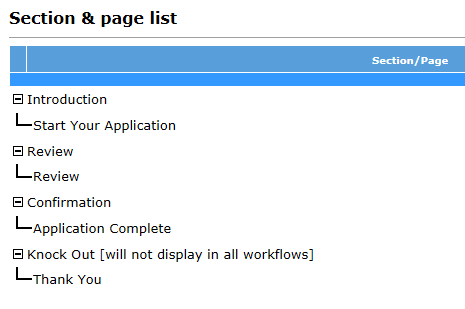 Section & page list
Section/Page
Introduction
Start Your Application
Review
Review
Confirmation
Application Complete
Knock Out [will not display in all workflows]
Thank You